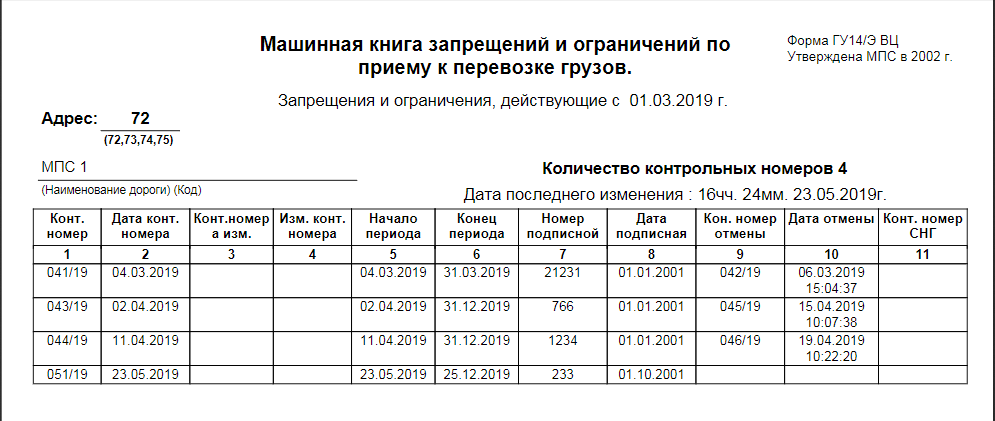 Машинная книга запрещений и ограничений по
приему к перевозке грузов.
Форма ГУ14/Э ВЦ
Утверждена МПС в 2002 г.
Запрещения и ограничения, действующие с 01.03.2019 г.
Адрес: 72
(72,73,74,75)
МПС 1
(Наименование дороги) (Код)
Количество контрольных номеров 4
Дата последнего изменения : 16чч. 24мм. 23.05.2019г.
Конт. Дата конт. Конт.номер Изм. конт. Начало Конец Номер Дата Кон. номер Дата отмены Конт. номер
номер номера а изм. номера периода периода подписной подписная отмены СНГ
1 2 3 4 5 6 7 8 9 10 11
041/19 04.03.2019 04.03.2019 31.03.2019 21231 01.01.2001 042/19 06.03.2019
15:04:37
043/19 02.04.2019 02.04.2019 31.12.2019 766 01.01.2001 045/19 15.04.2019
10:07:38
044/19 11.04.2019 11.04.2019 31.12.2019 1234 01.01.2001 046/19 19.04.2019
10:22:20
051/19 23.05.2019 23.05.2019 25.12.2019 233 01.10.2001